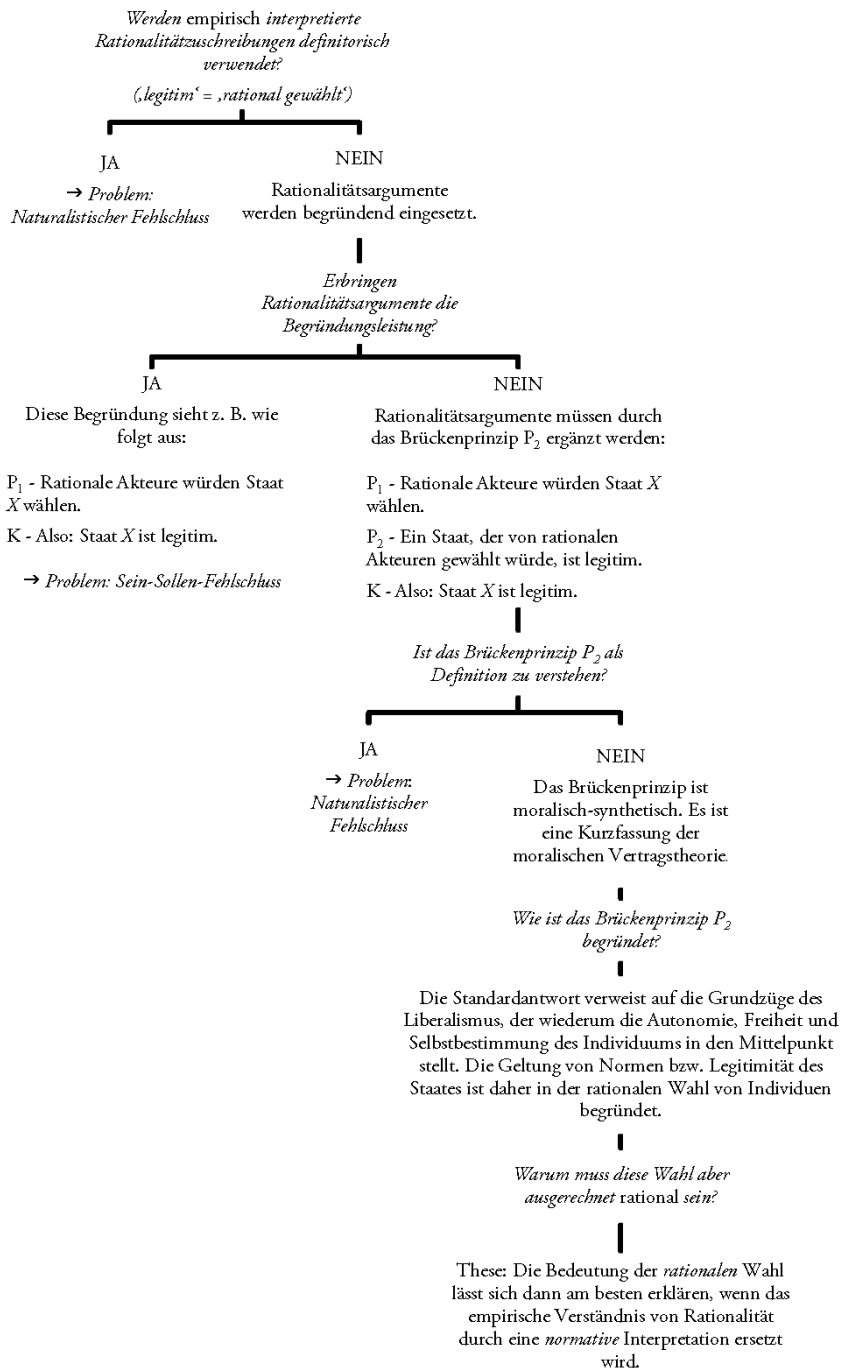 Werden empirisch interpretierte
Rationalitätzuschreibungen definitorisch
verwendet?
(‚legitim‘ = ‚rational gewählt‘)
JA
→ Problem:
Naturalistischer Fehlschluss
NEIN
Rationalitätsargumente
werden begründend eingesetzt.
Erbringen
Rationalitätsargumente die
Begründungsleistung?
JA
Diese Begründung sieht z. B. wie
folgt aus:
P₁ - Rationale Akteure würden Staat
X wählen.
K - Also: Staat X ist legitim.
→ Problem: Sein-Sollen-Fehlschluss
NEIN
Rationalitätsargumente müssen durch
das Brückenprinzip P₂ ergänzt werden:
P₁ - Rationale Akteure würden Staat X
wählen.
P₂ - Ein Staat, der von rationalen
Akteuren gewählt würde, ist legitim.
K - Also: Staat X ist legitim.
Ist das Brückenprinzip P₂ als
Definition zu verstehen?
JA
→ Problem:
Naturalistischer
Fehlschluss
NEIN
Das Brückenprinzip ist
moralisch-synthetisch. Es ist
eine Kurzfassung der
moralischen Vertragstheorie.
Wie ist das Brückenprinzip P₂
begründet?
Die Standardantwort verweist auf die Grundzüge des
Liberalismus, der wiederum die Autonomie, Freiheit und
Selbstbestimmung des Individuums in den Mittelpunkt
stellt. Die Geltung von Normen bzw. Legitimität des
Staates ist daher in der rationalen Wahl von Individuen
begründet.
Warum muss diese Wahl aber
ausgerechnet rational sein?
These: Die Bedeutung der rationalen Wahl
lässt sich dann am besten erklären, wenn das
empirische Verständnis von Rationalität
durch eine normative Interpretation ersetzt
wird.